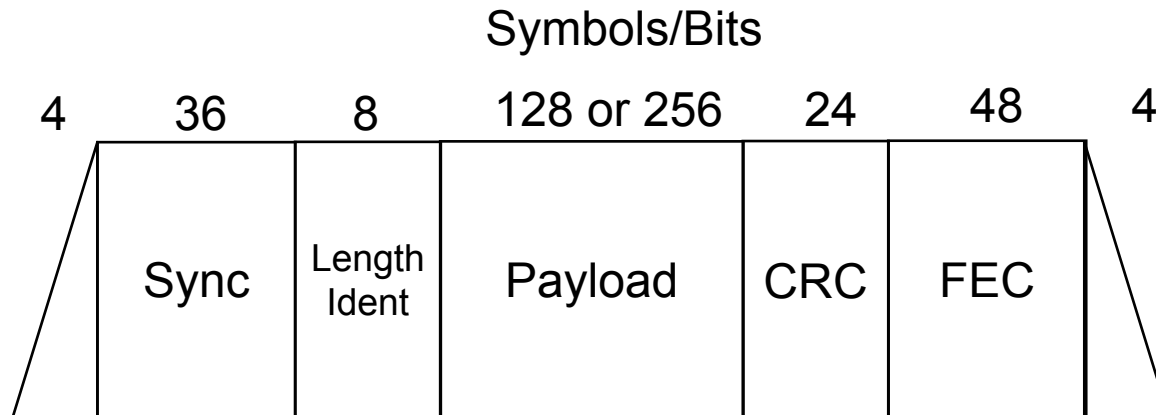 Symbols/Bits
4 36 8 128 or 256 24 48 4
Sync Length Ident Payload CRC FEC